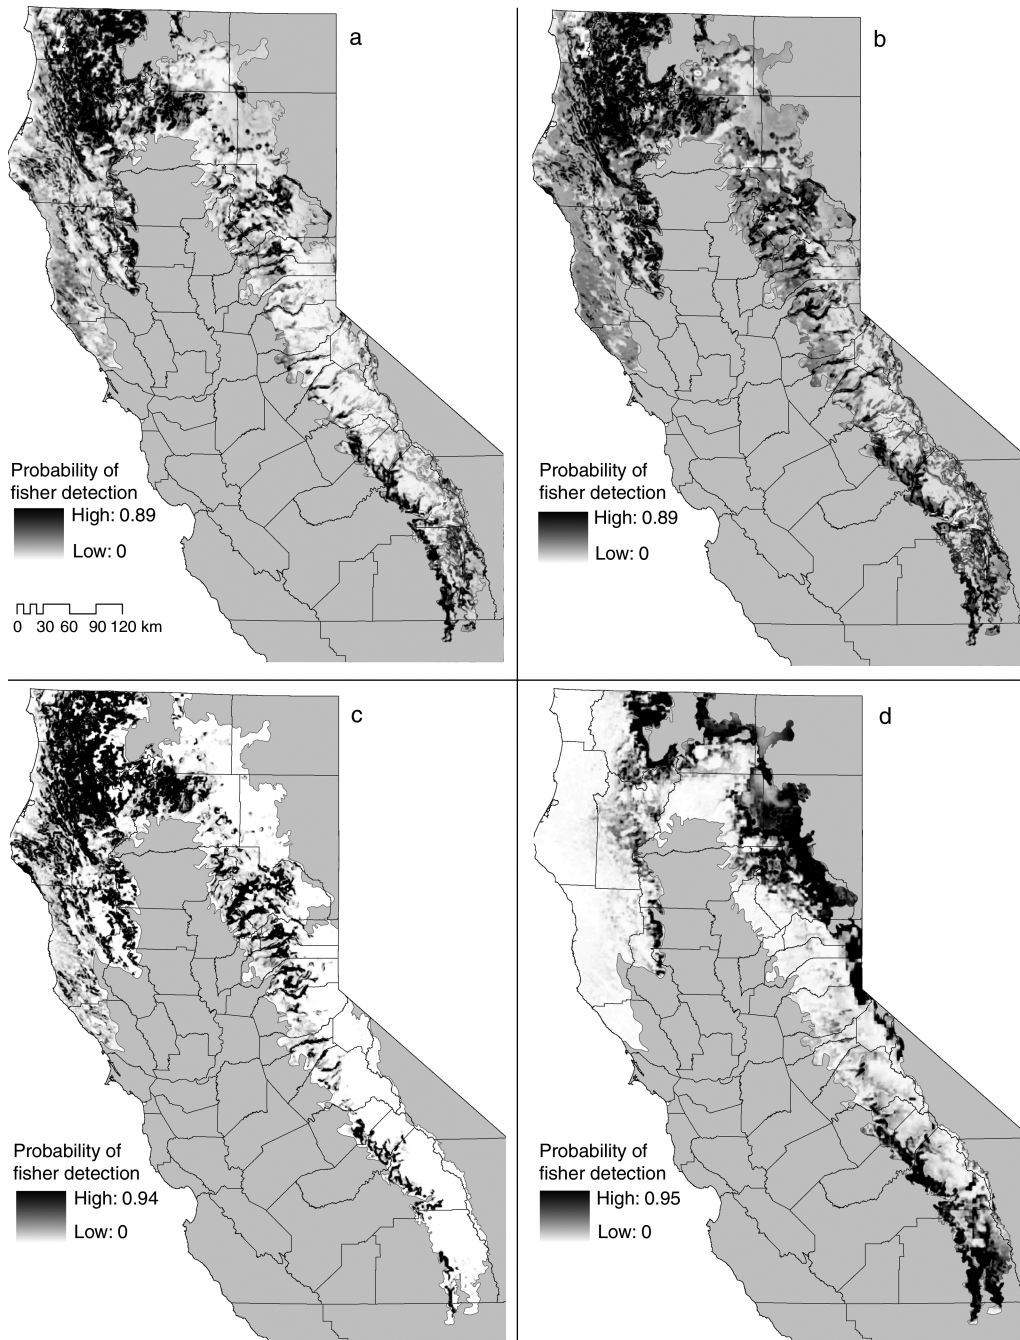 a
Probability of
fisher detection
High: 0.89
Low: 0
0 30 60 90 120 km
b
Probability of
fisher detection
High: 0.89
Low: 0
c
Probability of
fisher detection
High: 0.94
Low: 0
d
Probability of
fisher detection
High: 0.95
Low: 0